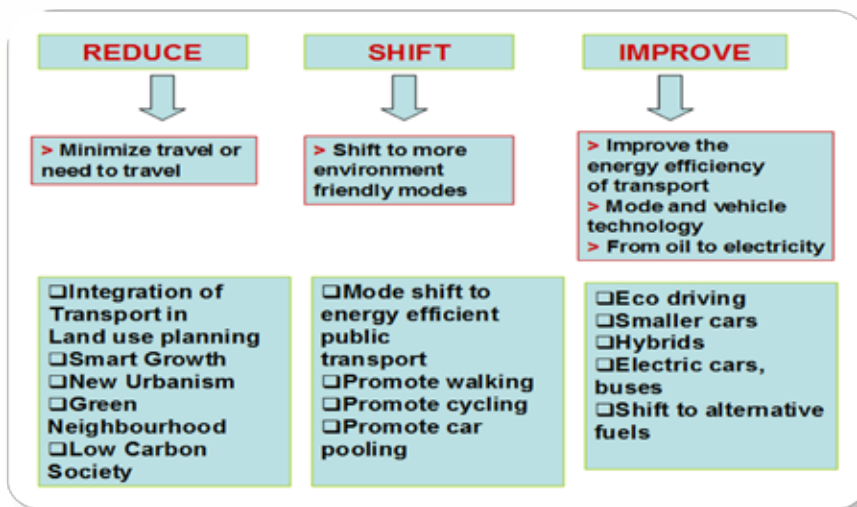 REDUCE
SHIFT
IMPROVE
> Minimize travel or
need to travel
> Shift to more
environment
friendly modes
> Improve the
energy efficiency
of transport
> Mode and vehicle
technology
> From oil to electricity
❑Integration of
Transport in
Land use planning
❑Smart Growth
❑New Urbanism
❑Green
Neighbourhood
❑Low Carbon
Society
❑Mode shift to
energy efficient
public
transport
❑Promote walking
❑Promote cycling
❑Promote car
pooling
❑Eco driving
❑Smaller cars
❑Hybrids
❑Electric cars,
buses
❑Shift to alternative
fuels